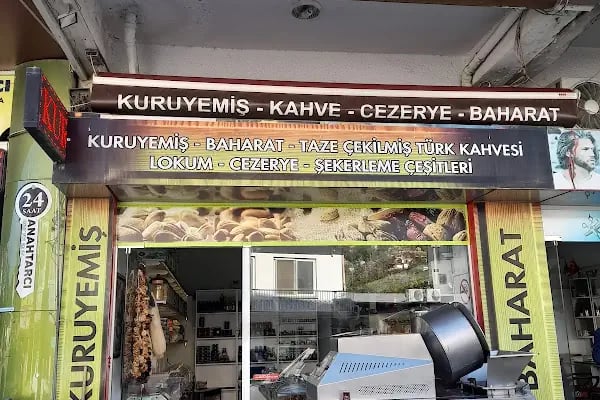 KURUYEMİŞ - KAHVE - CEZERYE - BAHARAT
KURUYEMİŞ - BAHARAT - TAZE ÇEKİLMİŞ TÜRK KAHVESİ
LOKUM - CEZERYE - ŞEKERLEME ÇEŞİTLERİ
24
SAAT
ANAHTARCI
KURUYEMİŞ
BAHARAT